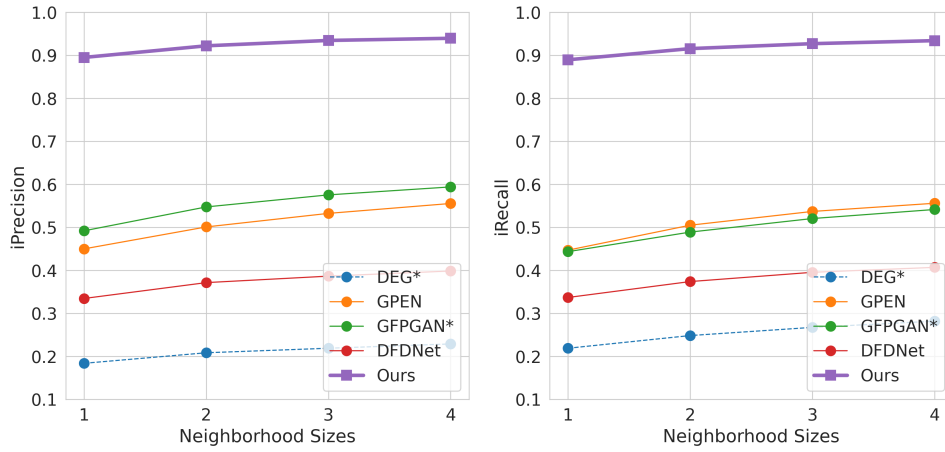 1.0
0.9
0.8
0.7
0.6
0.5
0.4
0.3
0.2
0.1
iPrecision
1 2 3 4
Neighborhood Sizes
DEG*
GPEN
GFPGAN*
DFDNet
Ours
1.0
0.9
0.8
0.7
0.6
0.5
0.4
0.3
0.2
0.1
iRecall
1 2 3 4
Neighborhood Sizes
DEG*
GPEN
GFPGAN*
DFDNet
Ours